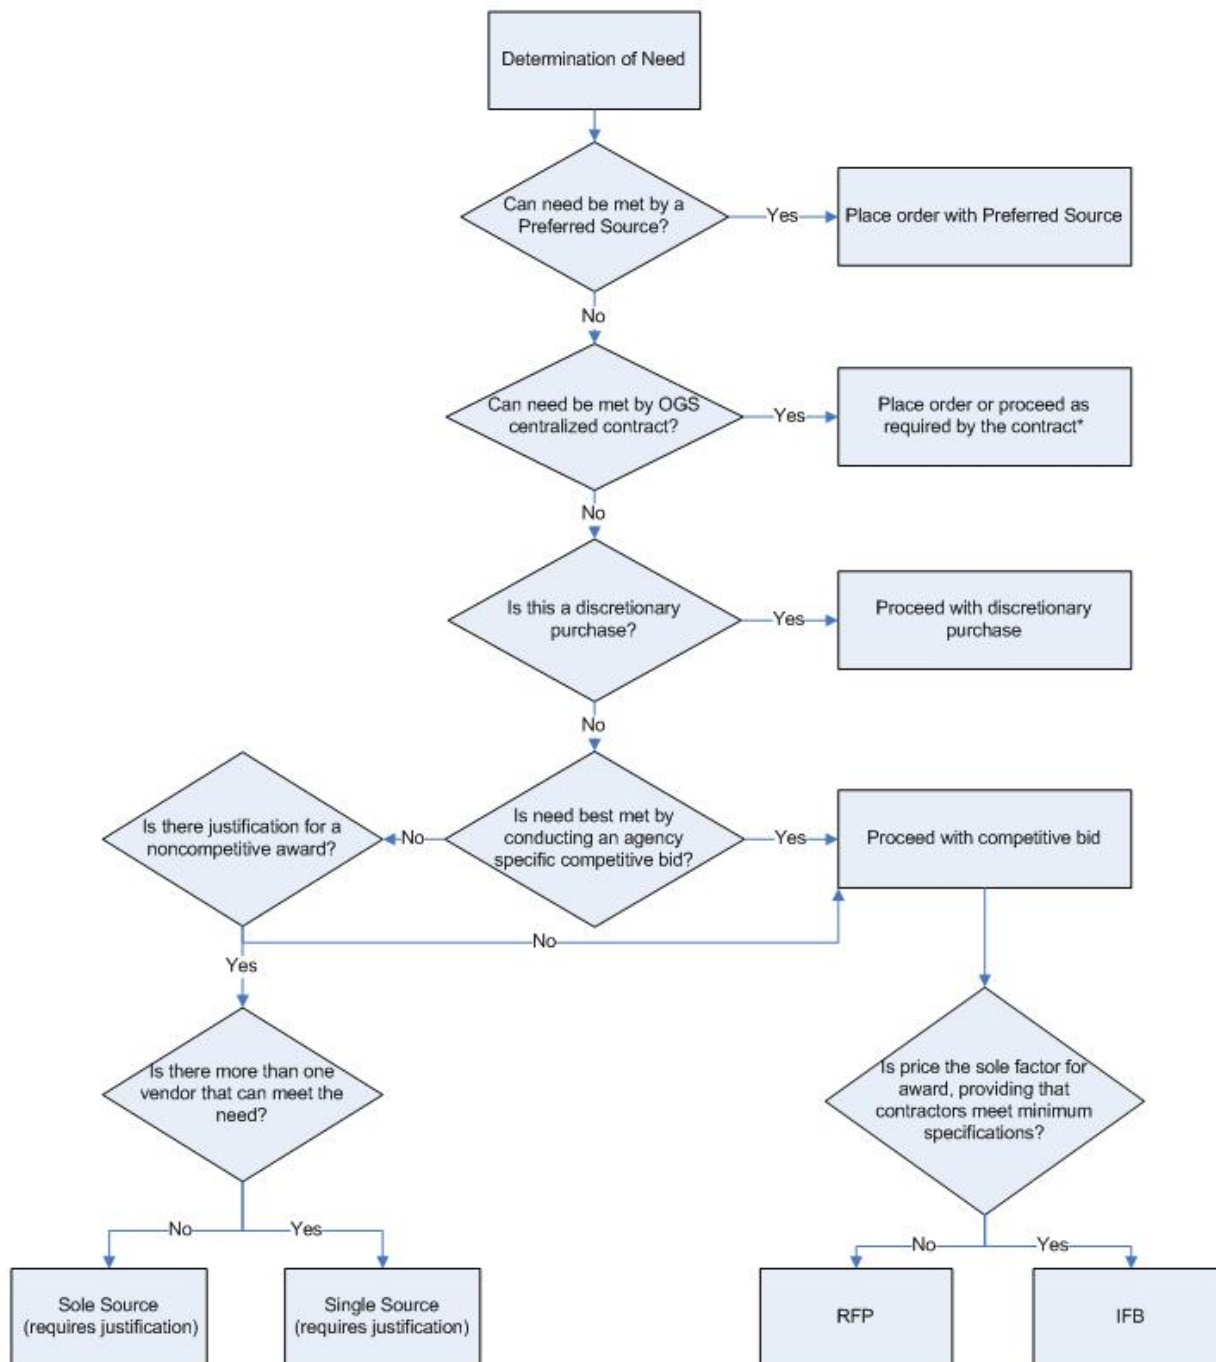 Determination of Need
Can need be met by a
Preferred Source?
Yes
Place order with Preferred Source
No
Can need be met by OGS
centralized contract?
Yes
Place order or proceed as
required by the contract*
No
Is this a discretionary
purchase?
Yes
Proceed with discretionary
purchase
No
Is there justification for a
noncompetitive award?
No
Is need best met by
conducting an agency
specific competitive bid?
Yes
Proceed with competitive bid
No
Yes
Is there more than one
vendor that can meet the
need?
Is price the sole factor for
award, providing that
contractors meet minimum
specifications?
No
Yes
No
Yes
Sole Source
(requires justification)
Single Source
(requires justification)
RFP
IFB